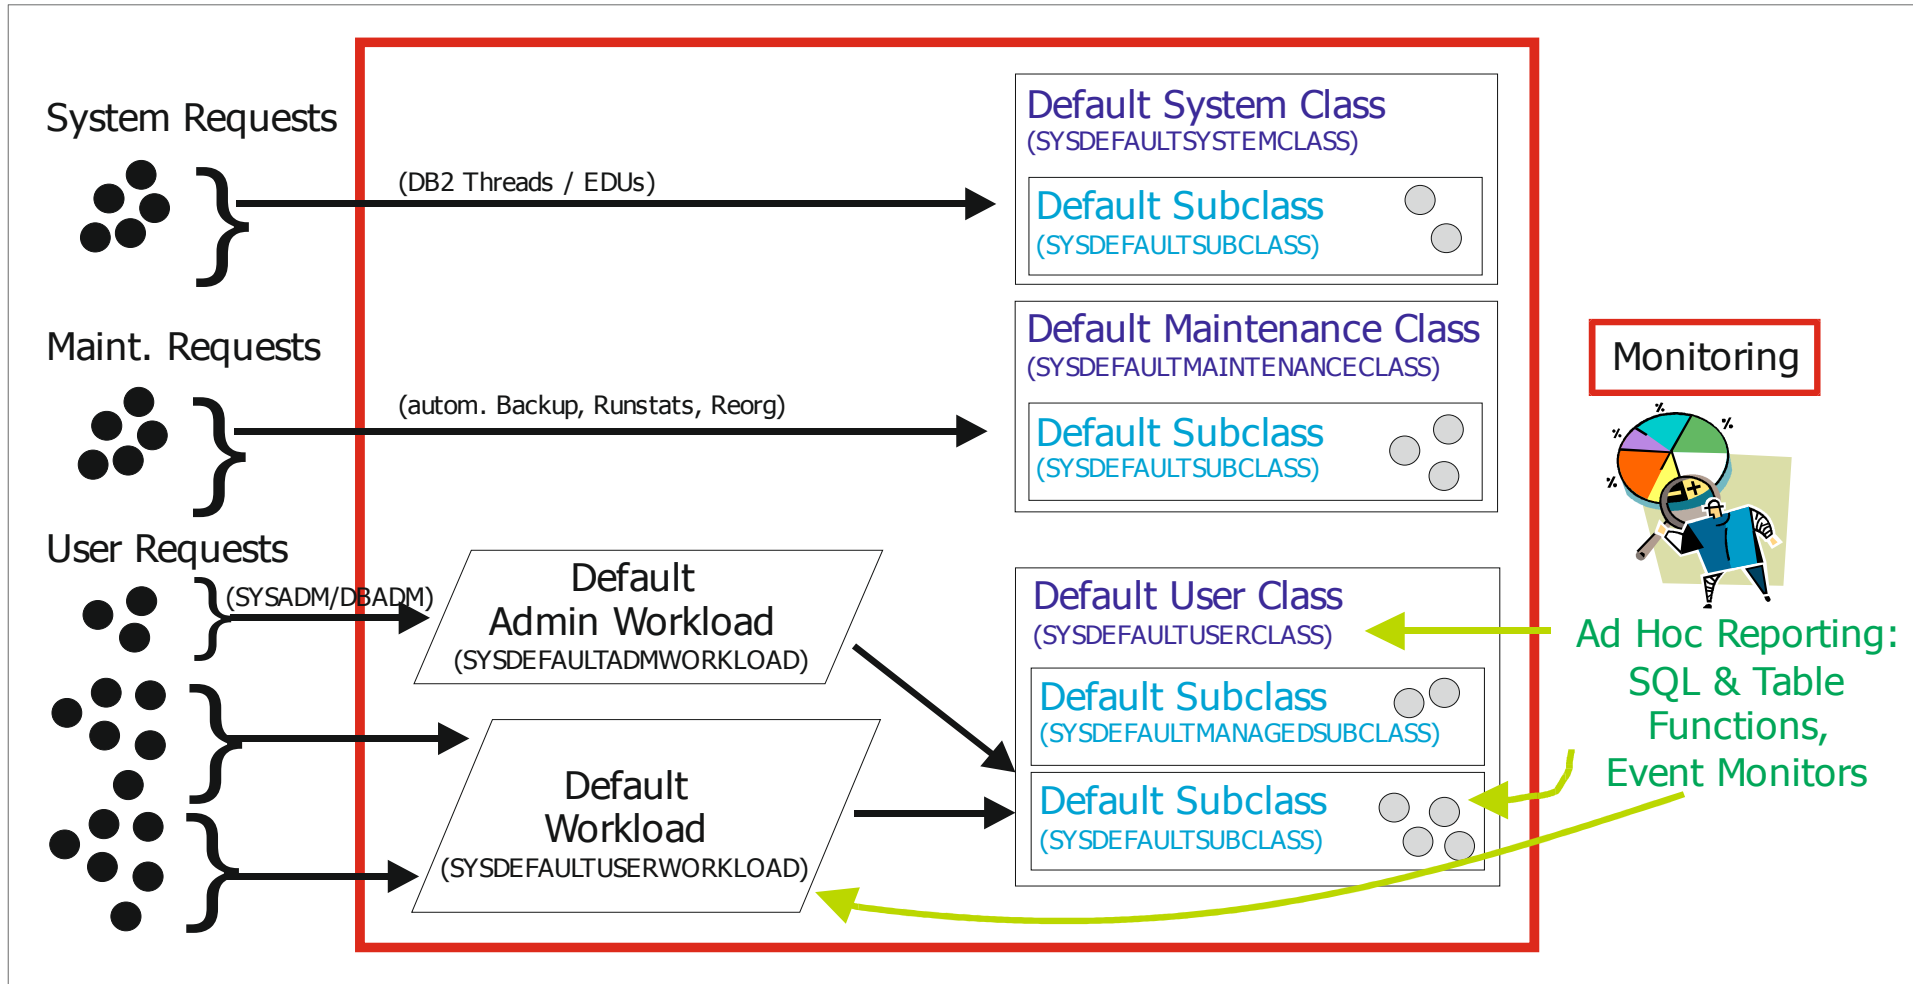 System Requests
(DB2 Threads / EDUs)
Default System Class
(SYSDEFAULTSYSTEMCLASS)
Default Subclass
(SYSDEFAULTSUBCLASS)
Maint. Requests
(autom. Backup, Runstats, Reorg)
Default Maintenance Class
(SYSDEFAULTMAINTENANCECLASS)
Default Subclass
(SYSDEFAULTSUBCLASS)
User Requests
(SYSADM/DBADM)
Default
Admin Workload
(SYSDEFAULTADMWORKLOAD)
Default
Workload
(SYSDEFAULTUSERWORKLOAD)
Default User Class
(SYSDEFAULTUSERCLASS)
Default Subclass
(SYSDEFAULTMANAGEDSUBCLASS)
Default Subclass
(SYSDEFAULTSUBCLASS)
Monitoring
%
%
%
%
Ad Hoc Reporting:
SQL & Table
Functions,
Event Monitors